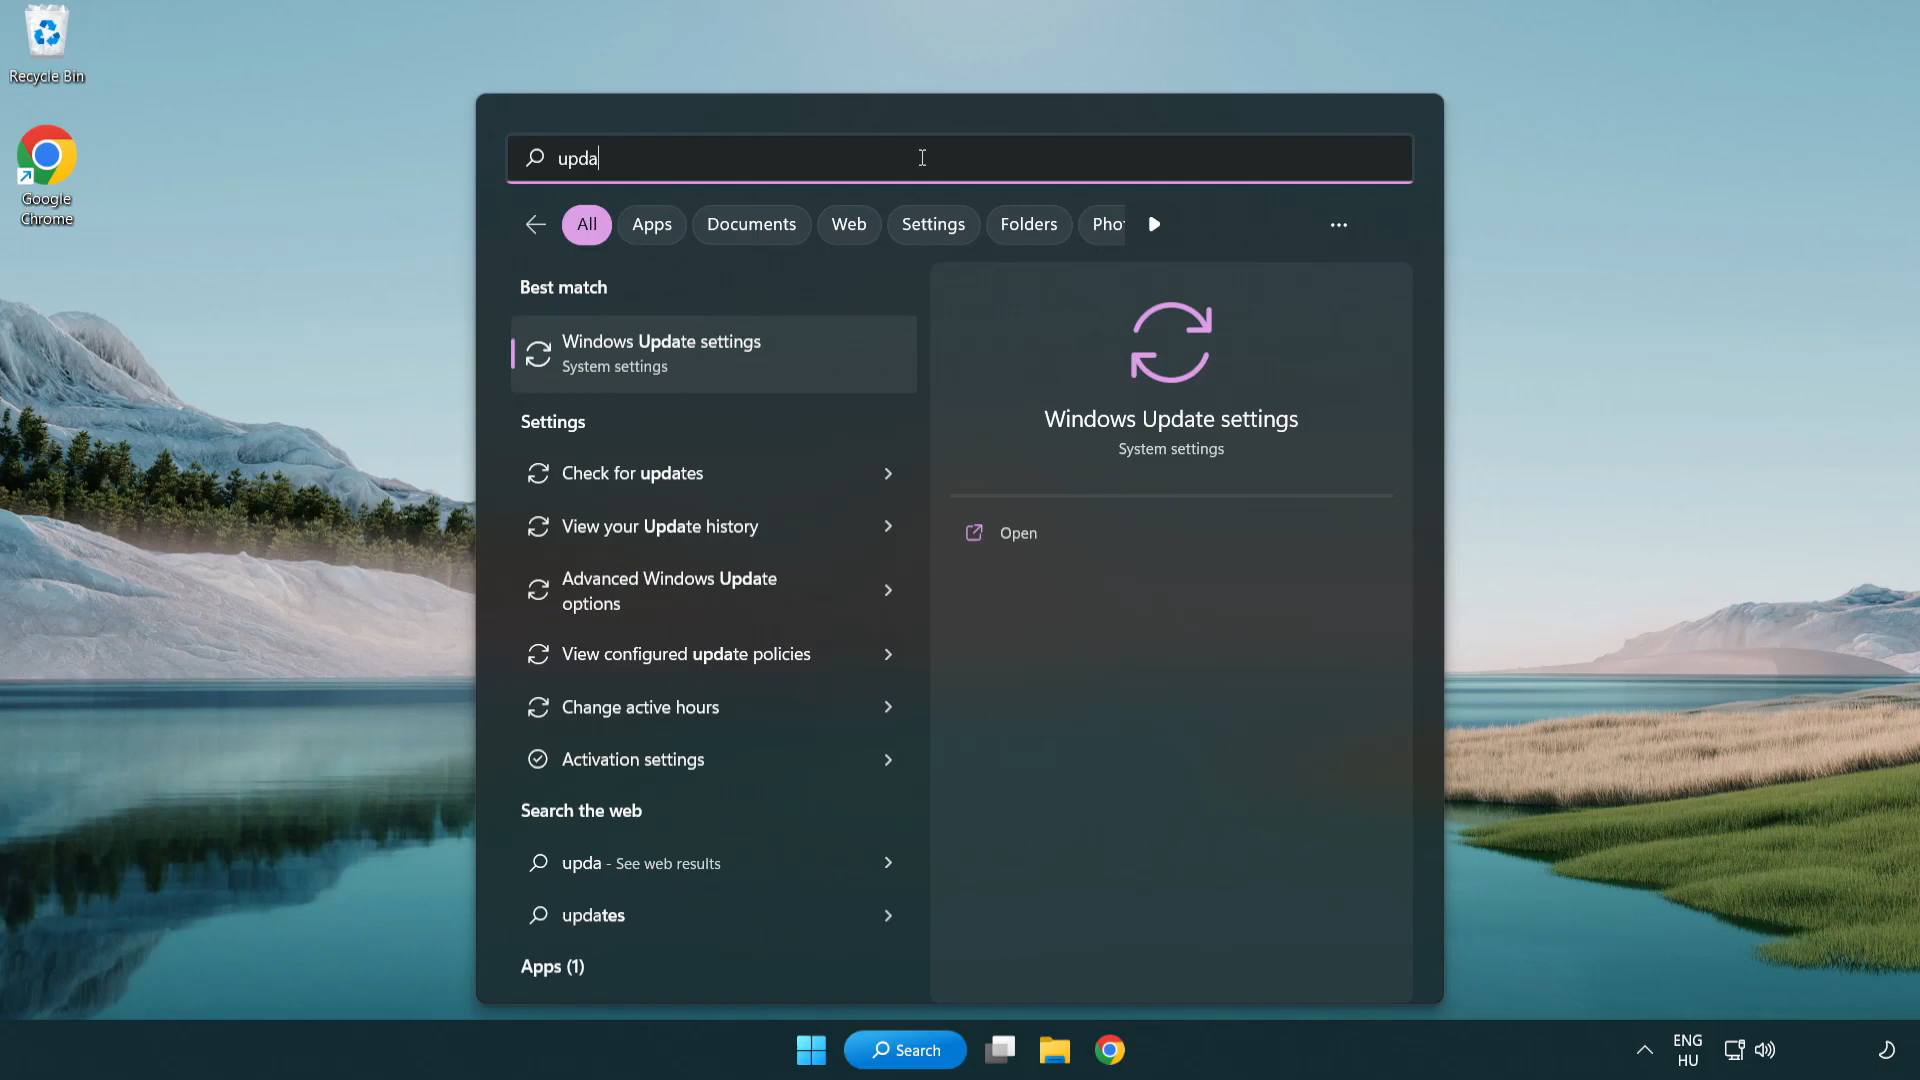 Recycle Bin
Google
Chrome
upda
All
Apps
Documents
Web
Settings
Folders
Pho
Best match
Windows Update settings
System settings
Settings
Check for updates
View your Update history
Advanced Windows Update
options
View configured update policies
Change active hours
Activation settings
Search the web
upda - See web results
updates
Apps (1)
Windows Update settings
System settings
Open
Search
ENG
HU